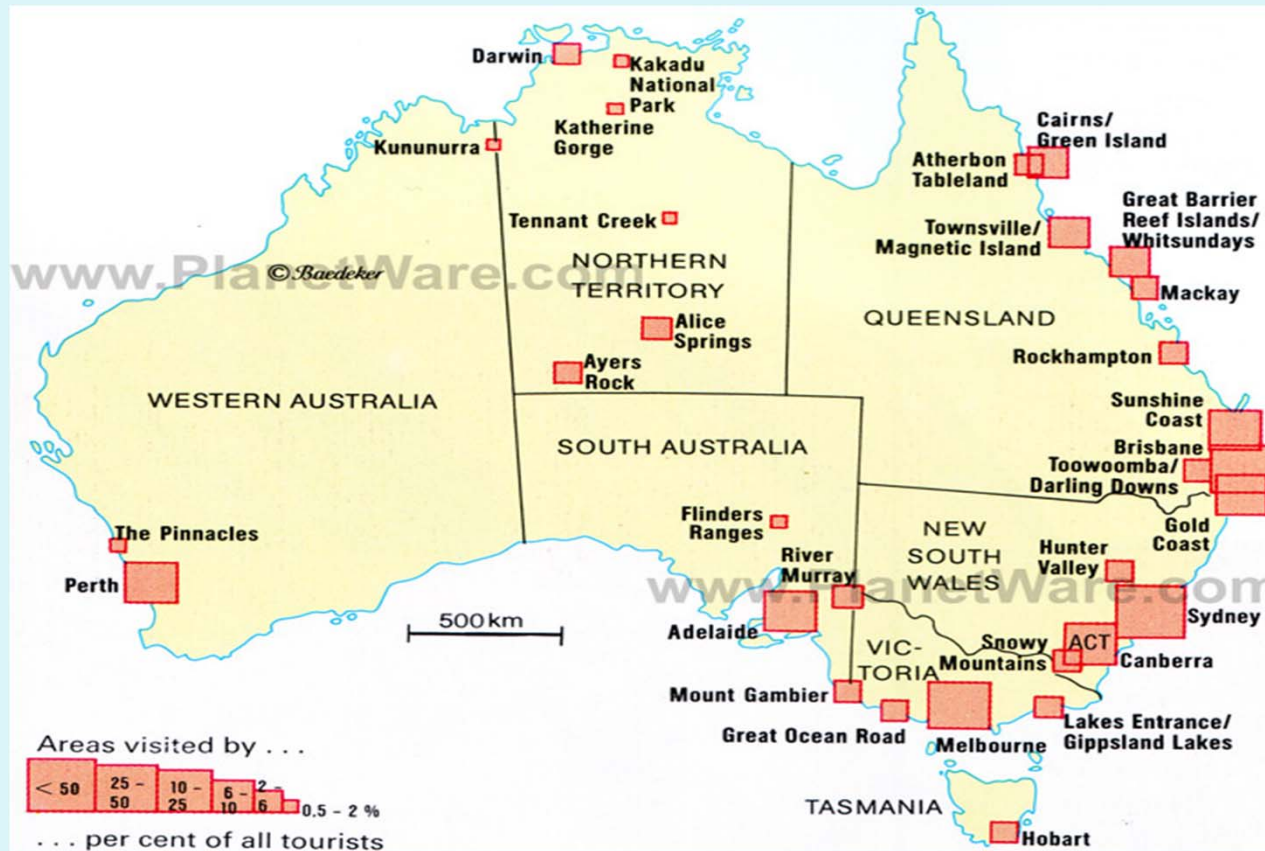 Darwin
Kakadu
National
Park
Katherine
Gorge
Kununurra
Cairns/
Green Island
Atherbon
Tableland
Tennant Creek
Great Barrier
Reef Islands/
Whitsundays
Townsville/
Magnetic Island
www.PlanetWare.com
© Baedeker
NORTHERN
TERRITORY
Mackay
QUEENSLAND
Alice
Springs
Rockhampton
Ayers
Rock
WESTERN AUSTRALIA
Sunshine
Coast
SOUTH AUSTRALIA
Brisbane
Toowoomba/
Darling Downs
Flinders
Ranges
NEW
SOUTH
WALES
Gold
Coast
The Pinnacles
River
Murray
Hunter
Valley
Perth
www.PlanetWare.com
500 km
Adelaide
Sydney
VIC-
TORIA
Snowy
Mountains
ACT
Canberra
Mount Gambier
Great Ocean Road
Melbourne
Lakes Entrance/
Gippsland Lakes
Areas visited by ...
< 50
25 -
50
10 -
25
6 -
10
2 -
6
0.5 - 2 %
... per cent of all tourists
TASMANIA
Hobart